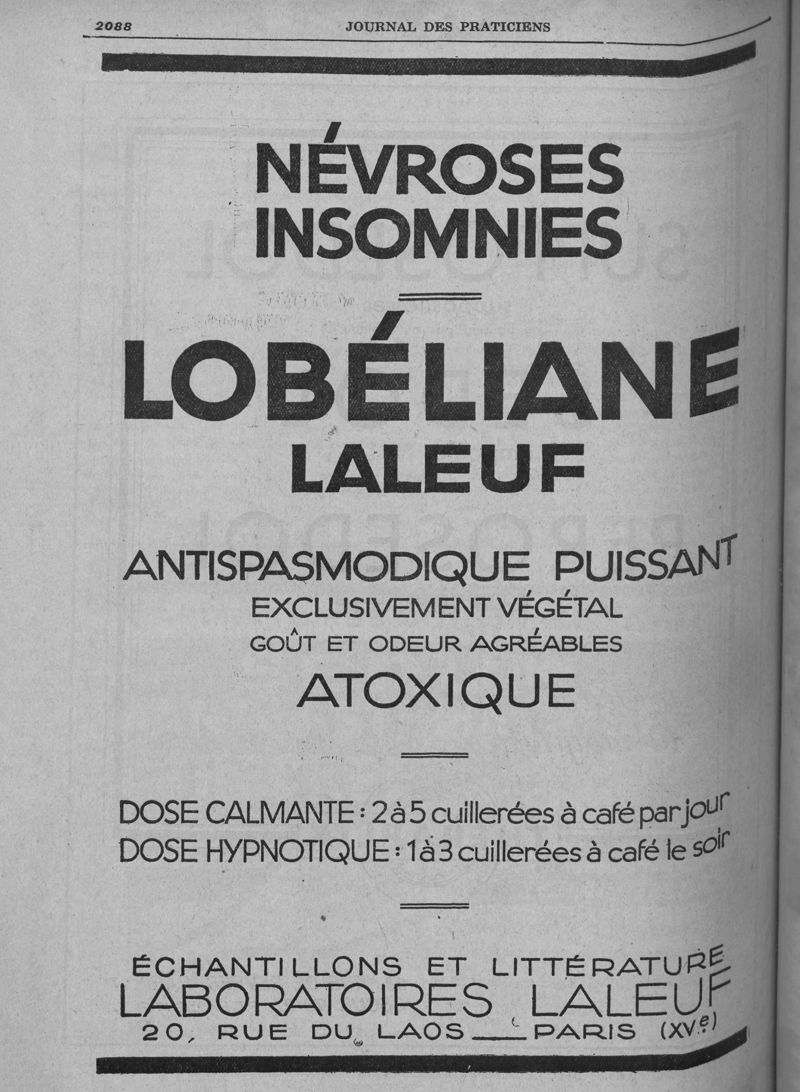 2088 JOURNAL DES PRATICIENS
NÉVROSES
INSOMNIES
LOBÉLIANE
LALEUF
ANTISPASMODIQUE PUISSANT
EXCLUSIVEMENT VÉGÉTAL
GOÛT ET ODEUR AGRÉABLES
ATOXIQUE
DOSE CALMANTE : 2 à 5 cuillerées à café par jour
DOSE HYPNOTIQUE : 1 à 3 cuillerées à café le soir
ÉCHANTILLONS ET LITTÉRATURE
LABORATOIRES LALEUF
20, RUE DU LAOS __ PARIS (XVe)